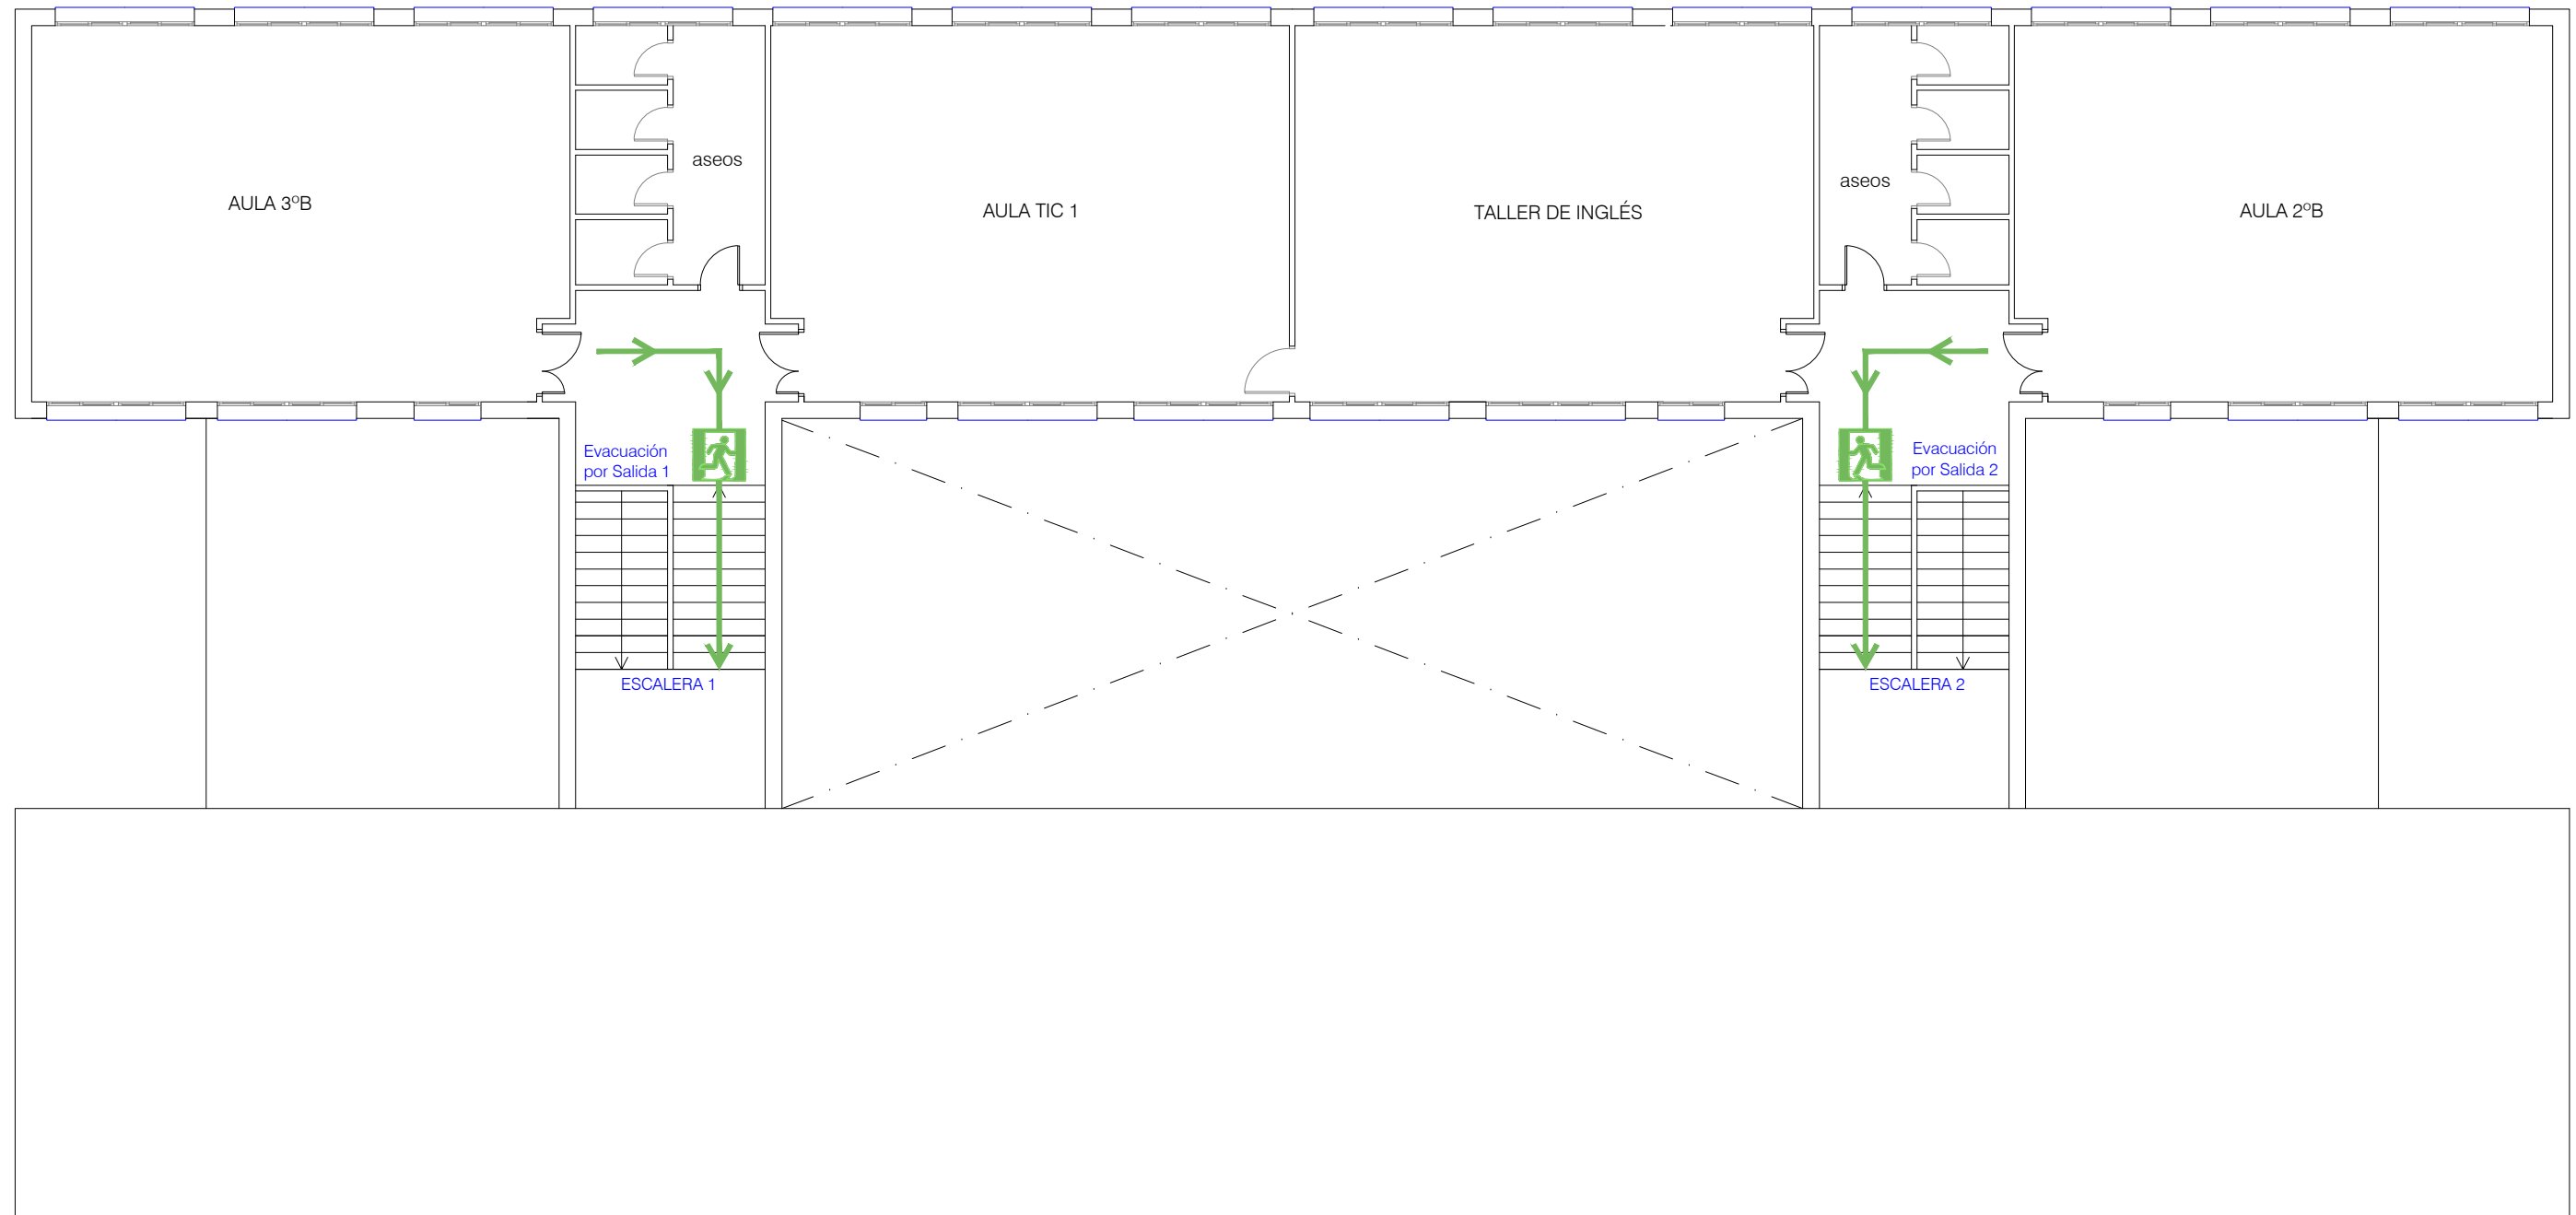 aseos
AULA 3ºB
AULA TIC 1
TALLER DE INGLÉS
aseos
AULA 2ºB
Evacuación
por Salida 1
Evacuación
por Salida 2
ESCALERA 1
ESCALERA 2